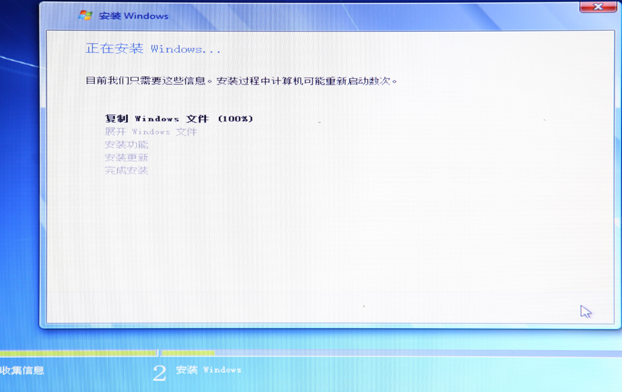 安装 Windows
正在安装 Windows...
目前我们只需要这些信息。安装过程中计算机可能重新启动数次。
复制 Windows 文件 (100%)
展开 Windows 文件
安装功能
安装更新
完成安装
收集信息
2 安装 Windows